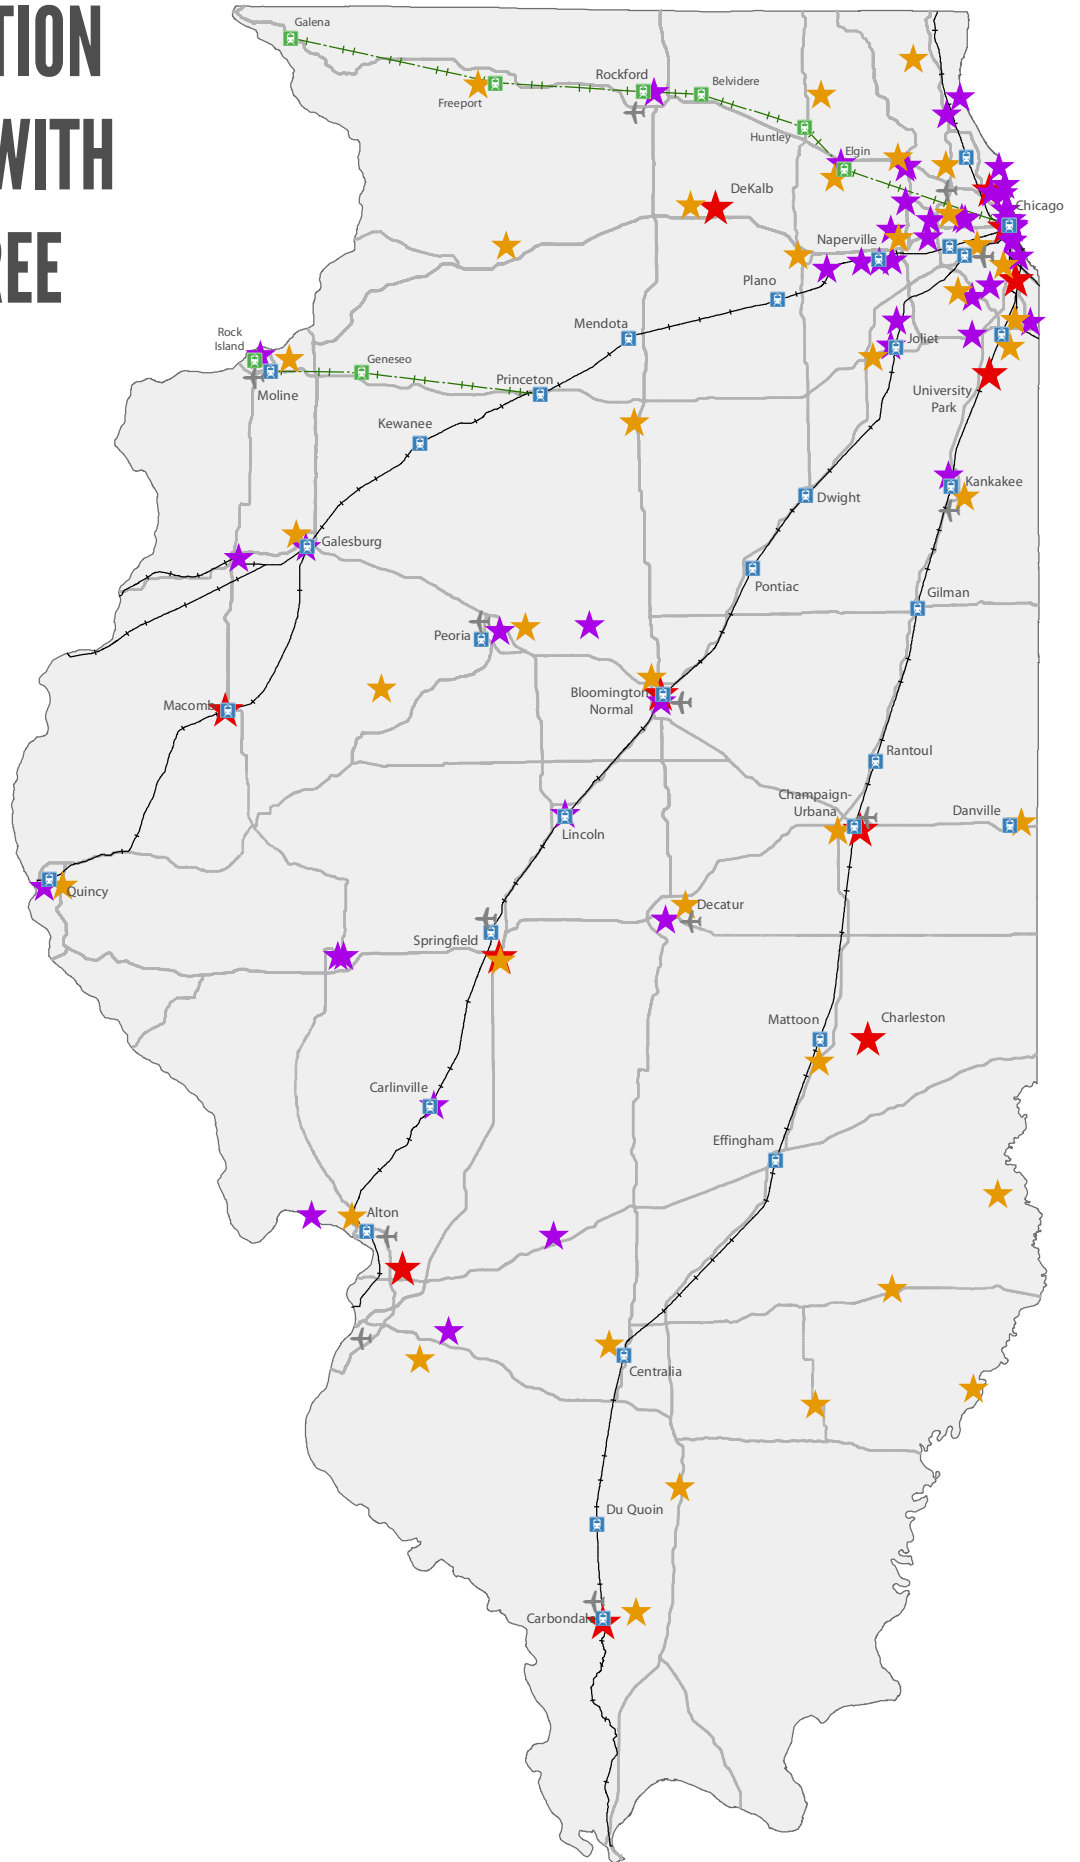 TION
WITH
REE
Galena
Freeport
Rockford
Belvidere
Huntley
Elgin
DeKalb
Chicago
Naperville
Plano
Mendota
Rock
Island
Moline
Geneseo
Princeton
Joliet
University
Park
Kewanee
Kankakee
Dwight
Galesburg
Pontiac
Gilman
Peoria
Bloomington
Normal
Macomb
Rantoul
Champaign-
Urbana
Danville
Lincoln
Quincy
Decatur
Springfield
Mattoon
Charleston
Carlinville
Effingham
Alton
Centralia
Du Quoin
Carbondale